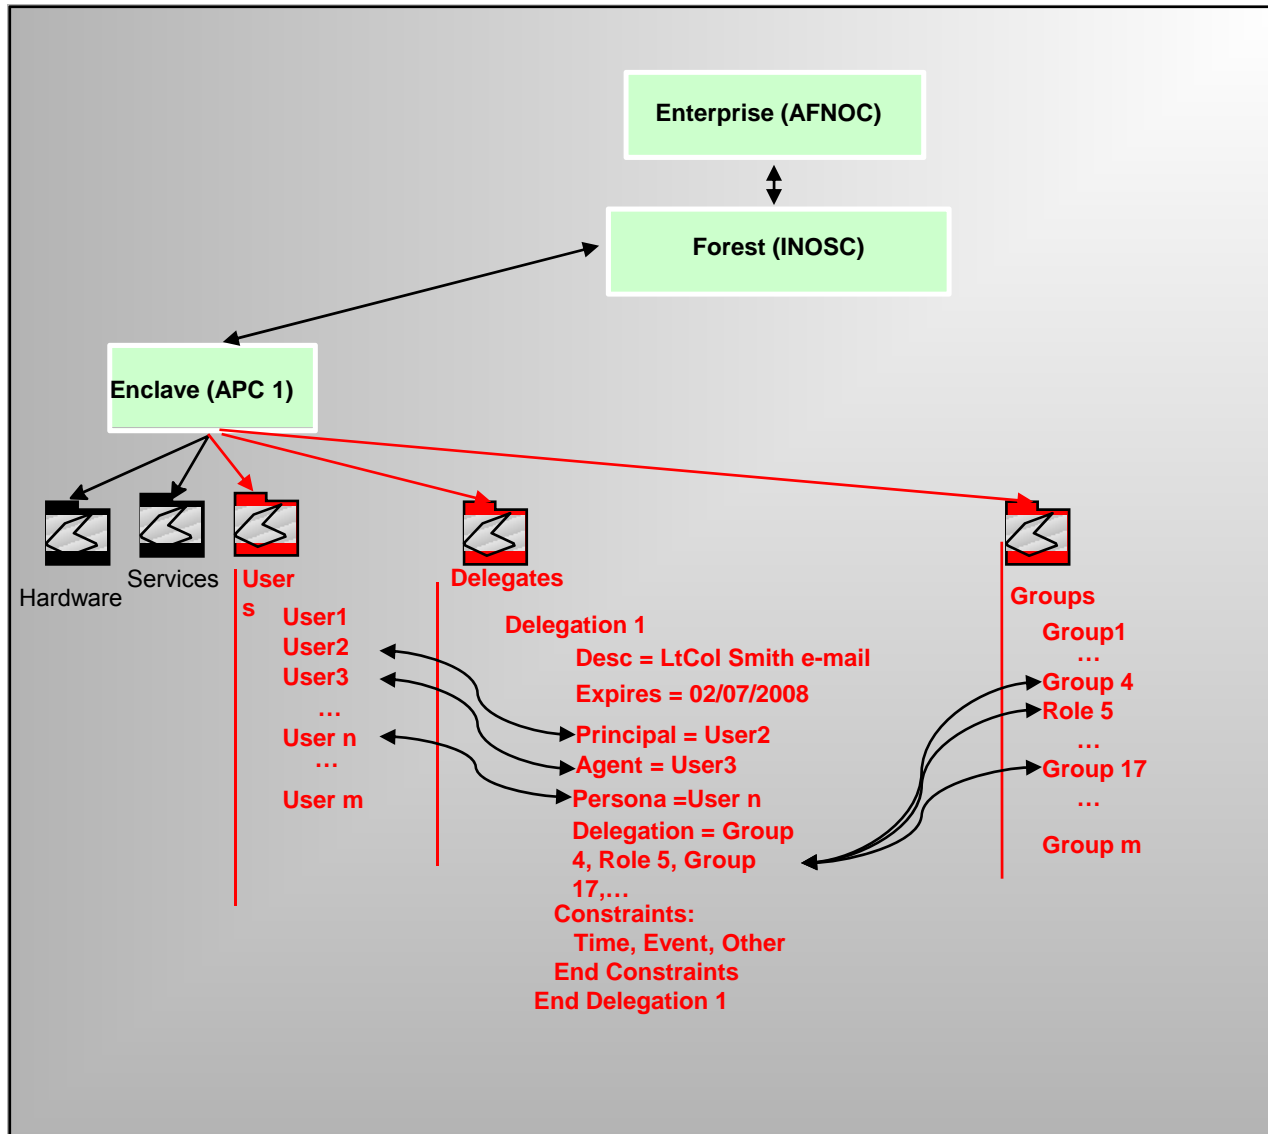 Enterprise (AFNOC)
Forest (INOSC)
Enclave (APC 1)
Hardware
Services
User
s
User1
User2
User3
…
User n
…
User m
Delegates
Delegation 1
Desc = LtCol Smith e-mail
Expires = 02/07/2008
Principal = User2
Agent = User3
Persona =User n
Delegation = Group
4, Role 5, Group
17,…
Constraints:
Time, Event, Other
End Constraints
End Delegation 1
Groups
Group1
…
Group 4
Role 5
…
Group 17
…
Group m